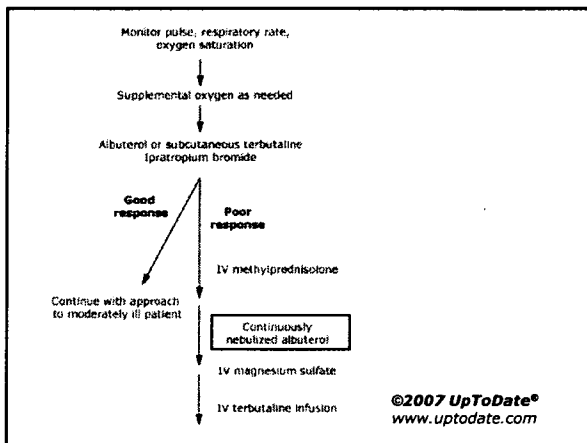 Monitor pulse, respiratory rate,
oxygen saturation
Supplemental oxygen as needed
Albuterol or subcutaneous terbutaline
Ipratropium bromide
Good
response
Poor
response
IV methylprednisolone
Continue with approach
to moderately ill patient
Continuously
nebulized albuterol
IV magnesium sulfate
IV terbutaline infusion
©2007 UpToDate®
www.uptodate.com